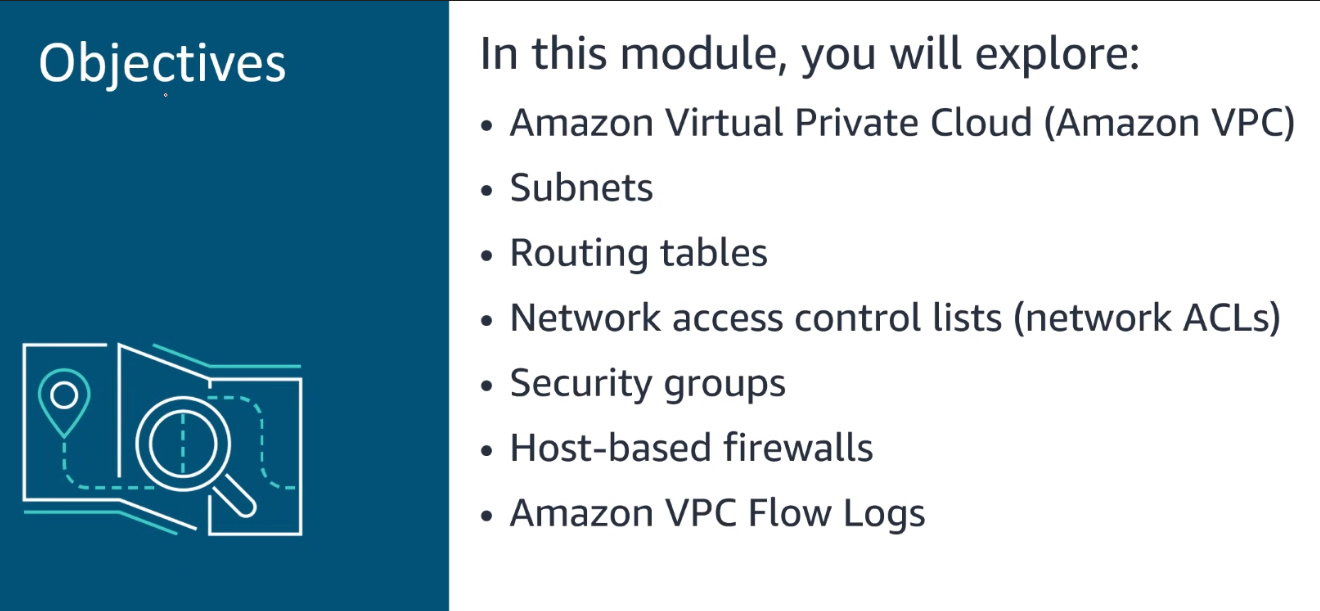 Objectives
In this module, you will explore:
• Amazon Virtual Private Cloud (Amazon VPC)
• Subnets
• Routing tables
• Network access control lists (network ACLs)
• Security groups
• Host-based firewalls
• Amazon VPC Flow Logs